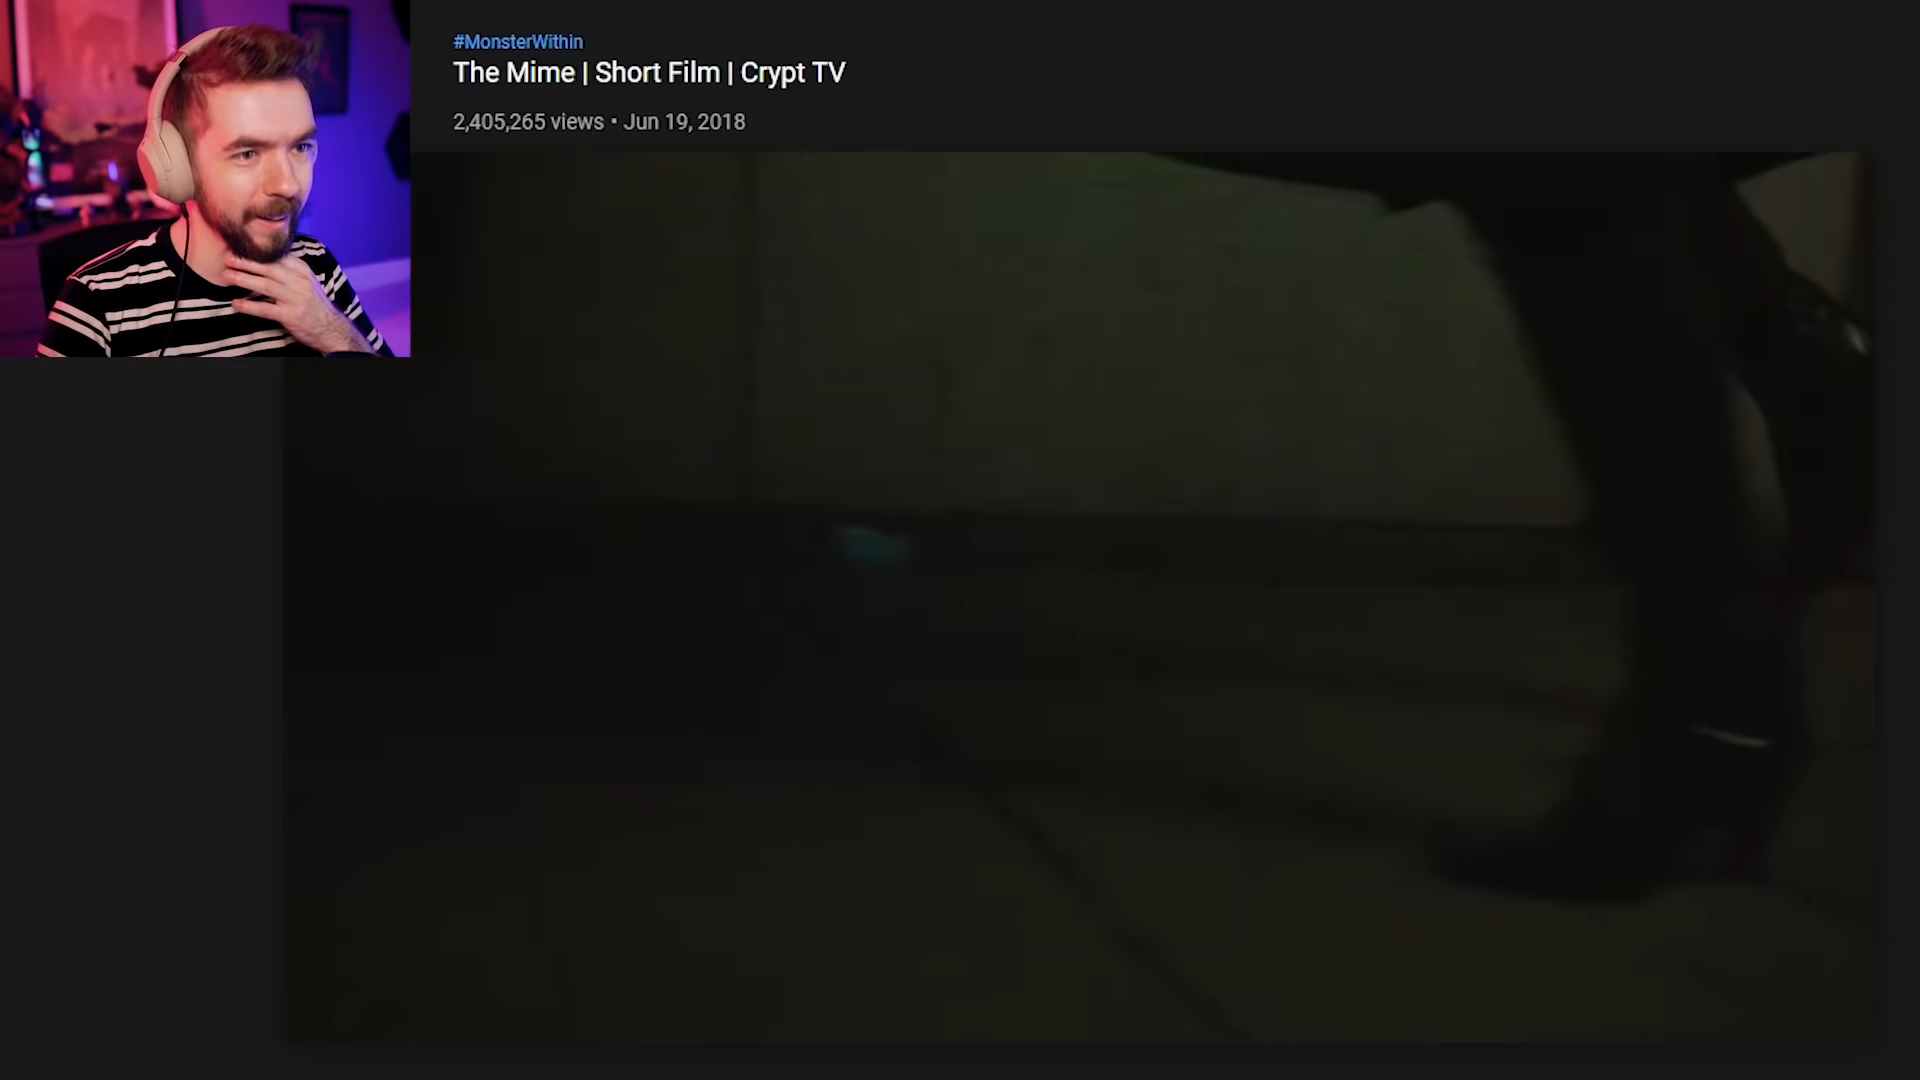 #MonsterWithin
The Mime | Short Film | Crypt TV
2,405,265 views • Jun 19, 2018